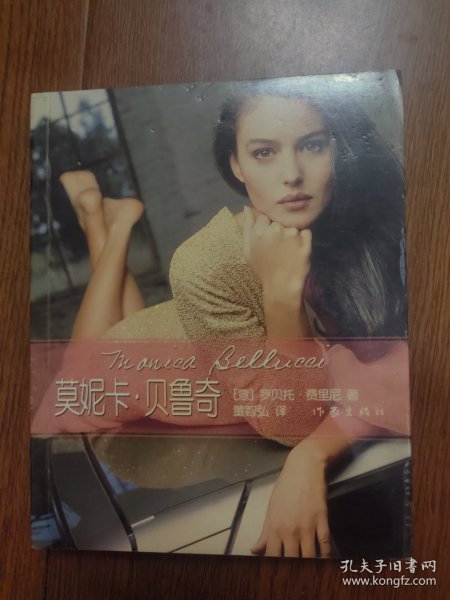 Monica Bellucci
莫妮卡·贝鲁奇
[意] 罗贝托·费里尼 著
董智弘 译 作家出版社
孔夫子旧书网
www.kongfz.com